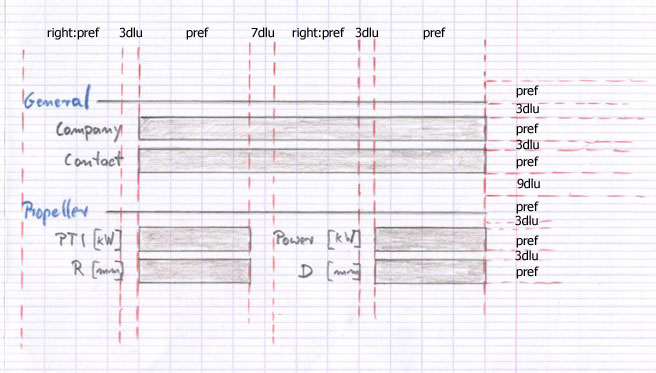 right:pref 3dlu pref 7dlu right:pref 3dlu pref
pref
General
3dlu
Company pref
3dlu
Contact pref
9dlu
Propeller pref
3dlu
PTI [kW] Power [kW] pref
3dlu
R [mm] D [mm] pref